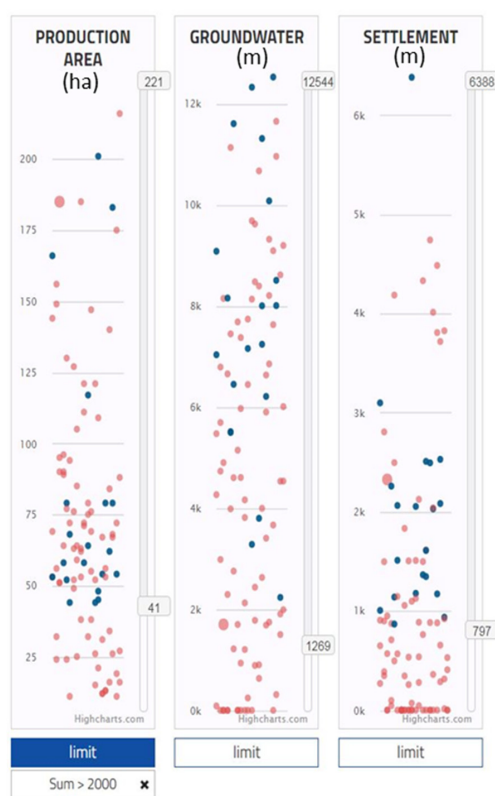 PRODUCTION
AREA
(ha)
221
200
175
150
125
100
75
50
41
25
Highcharts.com
limit
Sum > 2000 ×
GROUNDWATER
(m)
12544
12k
10k
8k
6k
4k
2k
1269
0k
Highcharts.com
limit
SETTLEMENT
(m)
6388
6k
5k
4k
3k
2k
1k
797
0k
Highcharts.com
limit